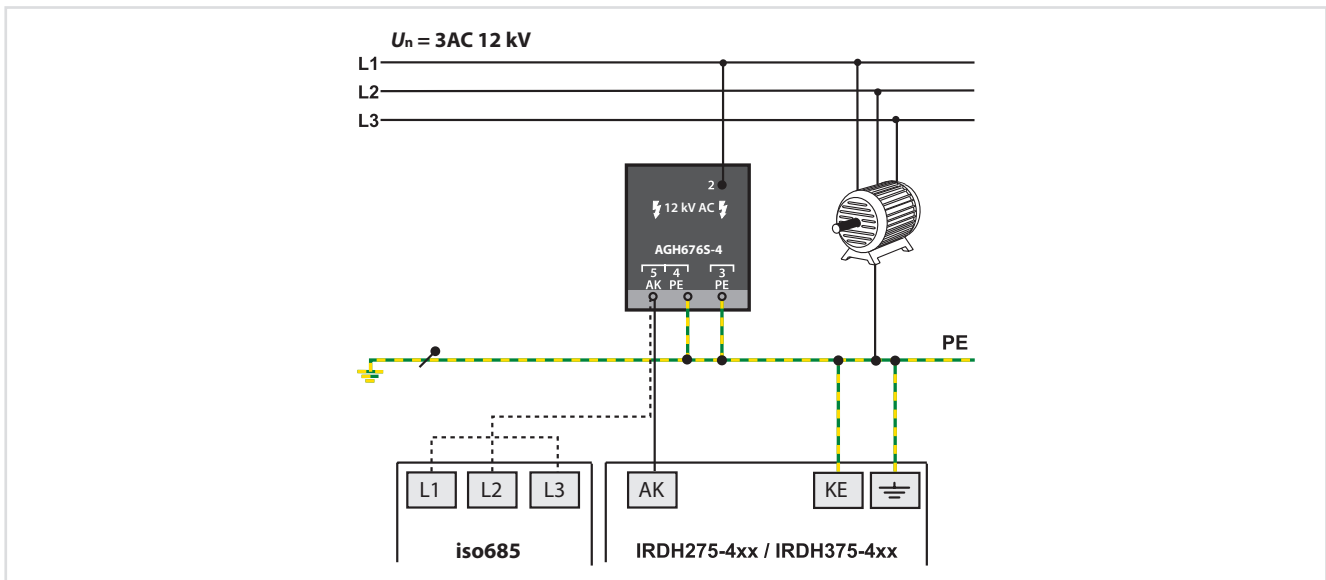 Un = 3AC 12 kV
L1
L2
L3
2
12 kV AC
AGH676S-4
5 4 3
AK PE PE
PE
L1 L2 L3 AK KE
iso685 IRDH275-4xx / IRDH375-4xx